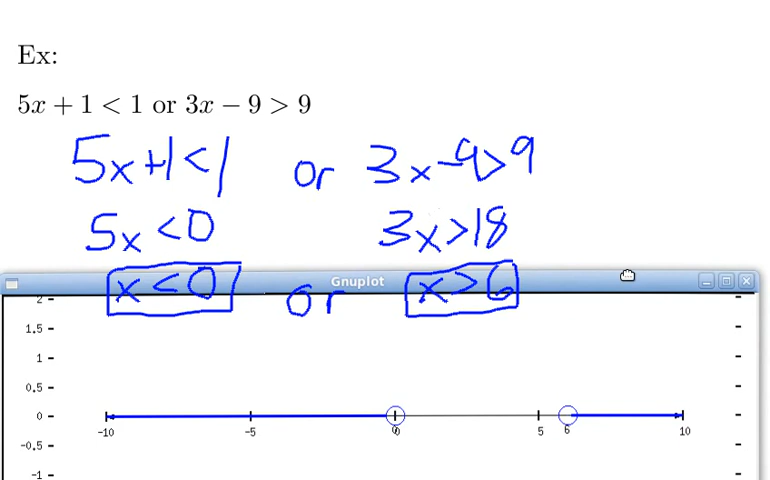 Ex:
5x + 1 < 1 or 3x − 9 > 9
5x+1<1 or 3x-9>9
5x<0 3x>18
Gnuplot
x<0 or x>6
2
1.5
1
0.5
0
-10 -5 0 5 6 10
-0.5
-1